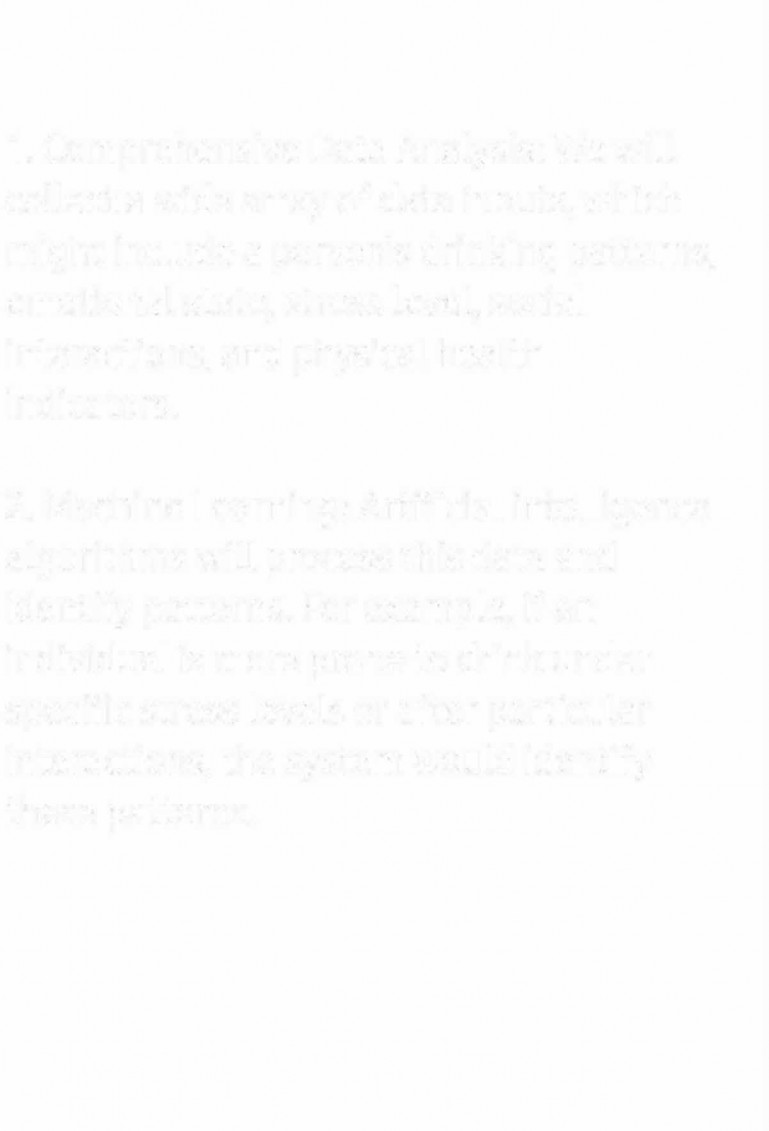 1. Comprehensive Data Analysis: We will
collect a wide array of data inputs, which
might include a person's drinking patterns,
emotional state, stress level, social
interactions, and physical health
indicators.
2. Machine Learning: Artificial intelligence
algorithms will process this data and
identify patterns. For example, if an
individual is more prone to drink under
specific stress levels or after particular
interactions, the system would identify
these patterns.